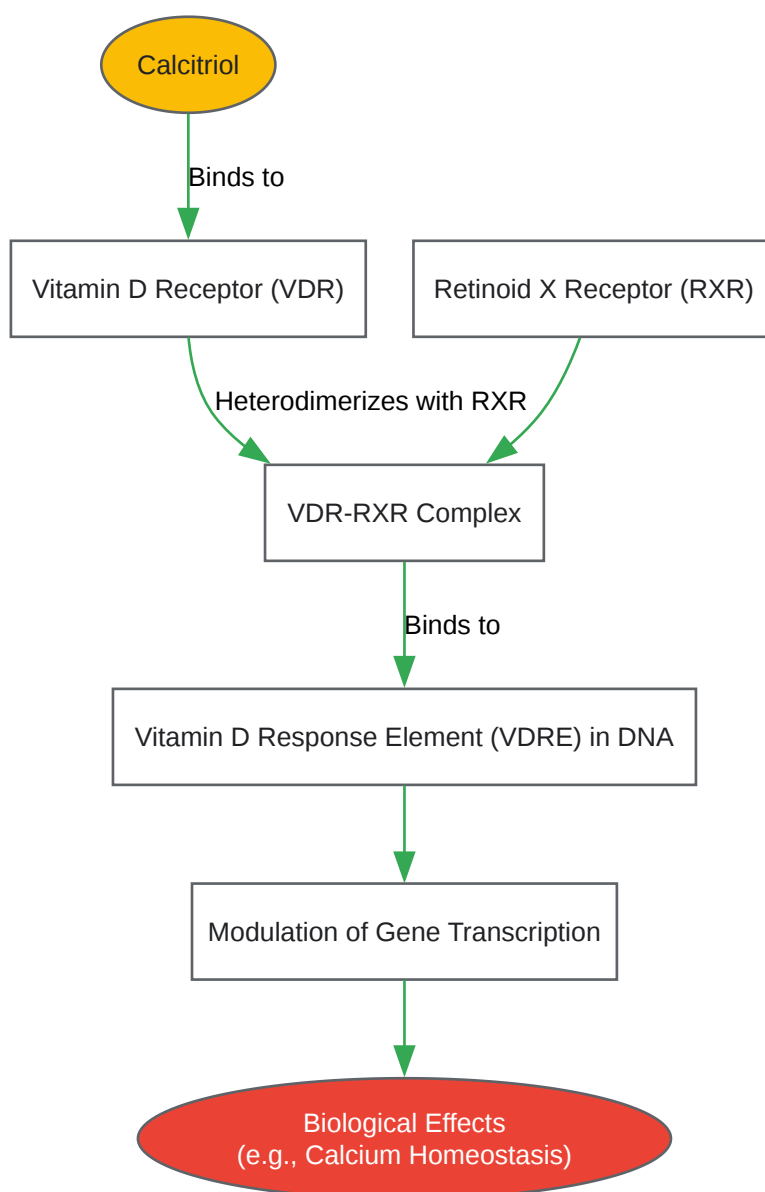 Calcitriol
Binds to
Vitamin D Receptor (VDR)
Retinoid X Receptor (RXR)
Heterodimerizes with RXR
VDR-RXR Complex
Binds to
Vitamin D Response Element (VDRE) in DNA
Modulation of Gene Transcription
Biological Effects
(e.g., Calcium Homeostasis)